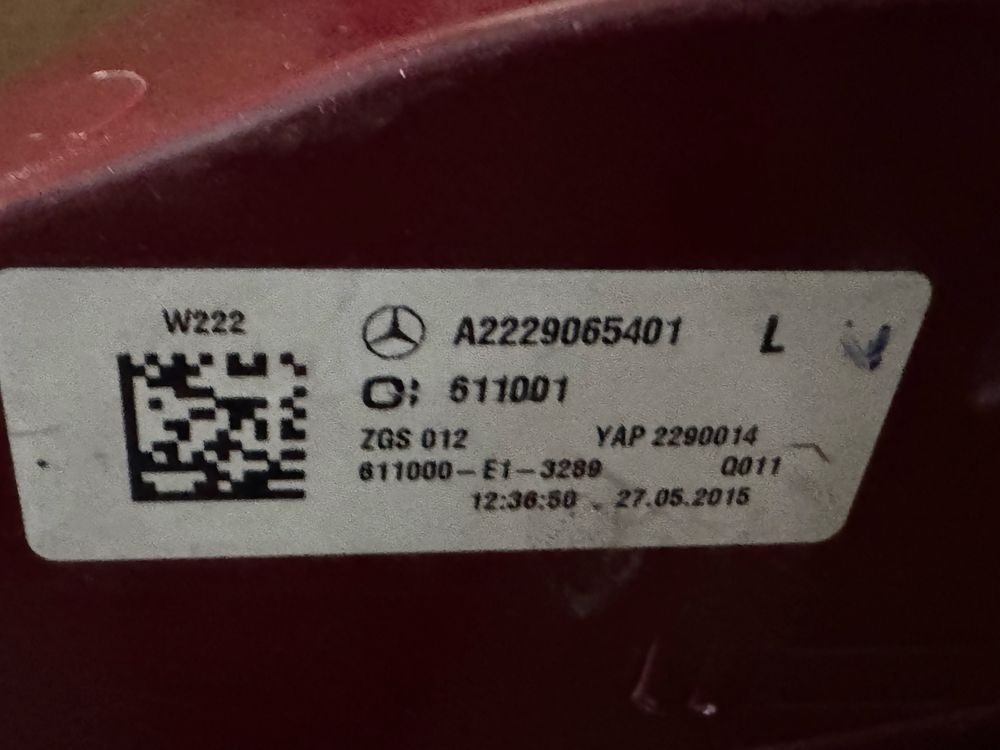 W222
A2229065401 L
G: 611001
ZGS 012 YAP 2290014
611000-E1-3289 Q011
12:36:50 27.05.2015